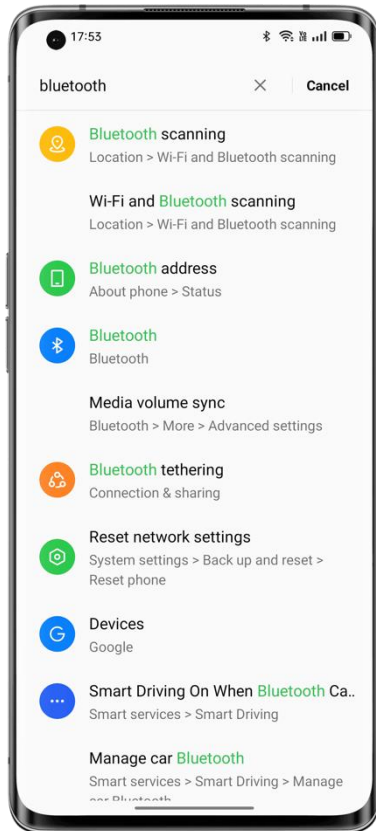 17:53
bluetooth
Cancel
Bluetooth scanning
Location > Wi-Fi and Bluetooth scanning
Wi-Fi and Bluetooth scanning
Location > Wi-Fi and Bluetooth scanning
Bluetooth address
About phone > Status
Bluetooth
Bluetooth
Media volume sync
Bluetooth > More > Advanced settings
Bluetooth tethering
Connection & sharing
Reset network settings
System settings > Back up and reset >
Reset phone
Devices
Google
Smart Driving On When Bluetooth Ca..
Smart services > Smart Driving
Manage car Bluetooth
Smart services > Smart Driving > Manage
car Bluetooth